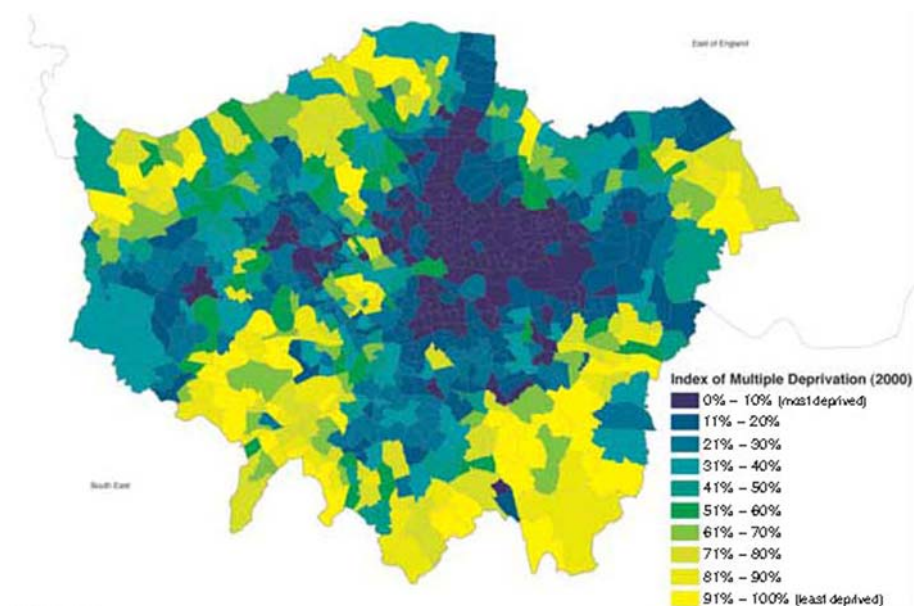 East of England
South East
Index of Multiple Deprivation (2000)
0% – 10% (most deprived)
11% – 20%
21% – 30%
31% – 40%
41% – 50%
51% – 60%
61% – 70%
71% – 80%
81% – 90%
91% – 100% (least deprived)